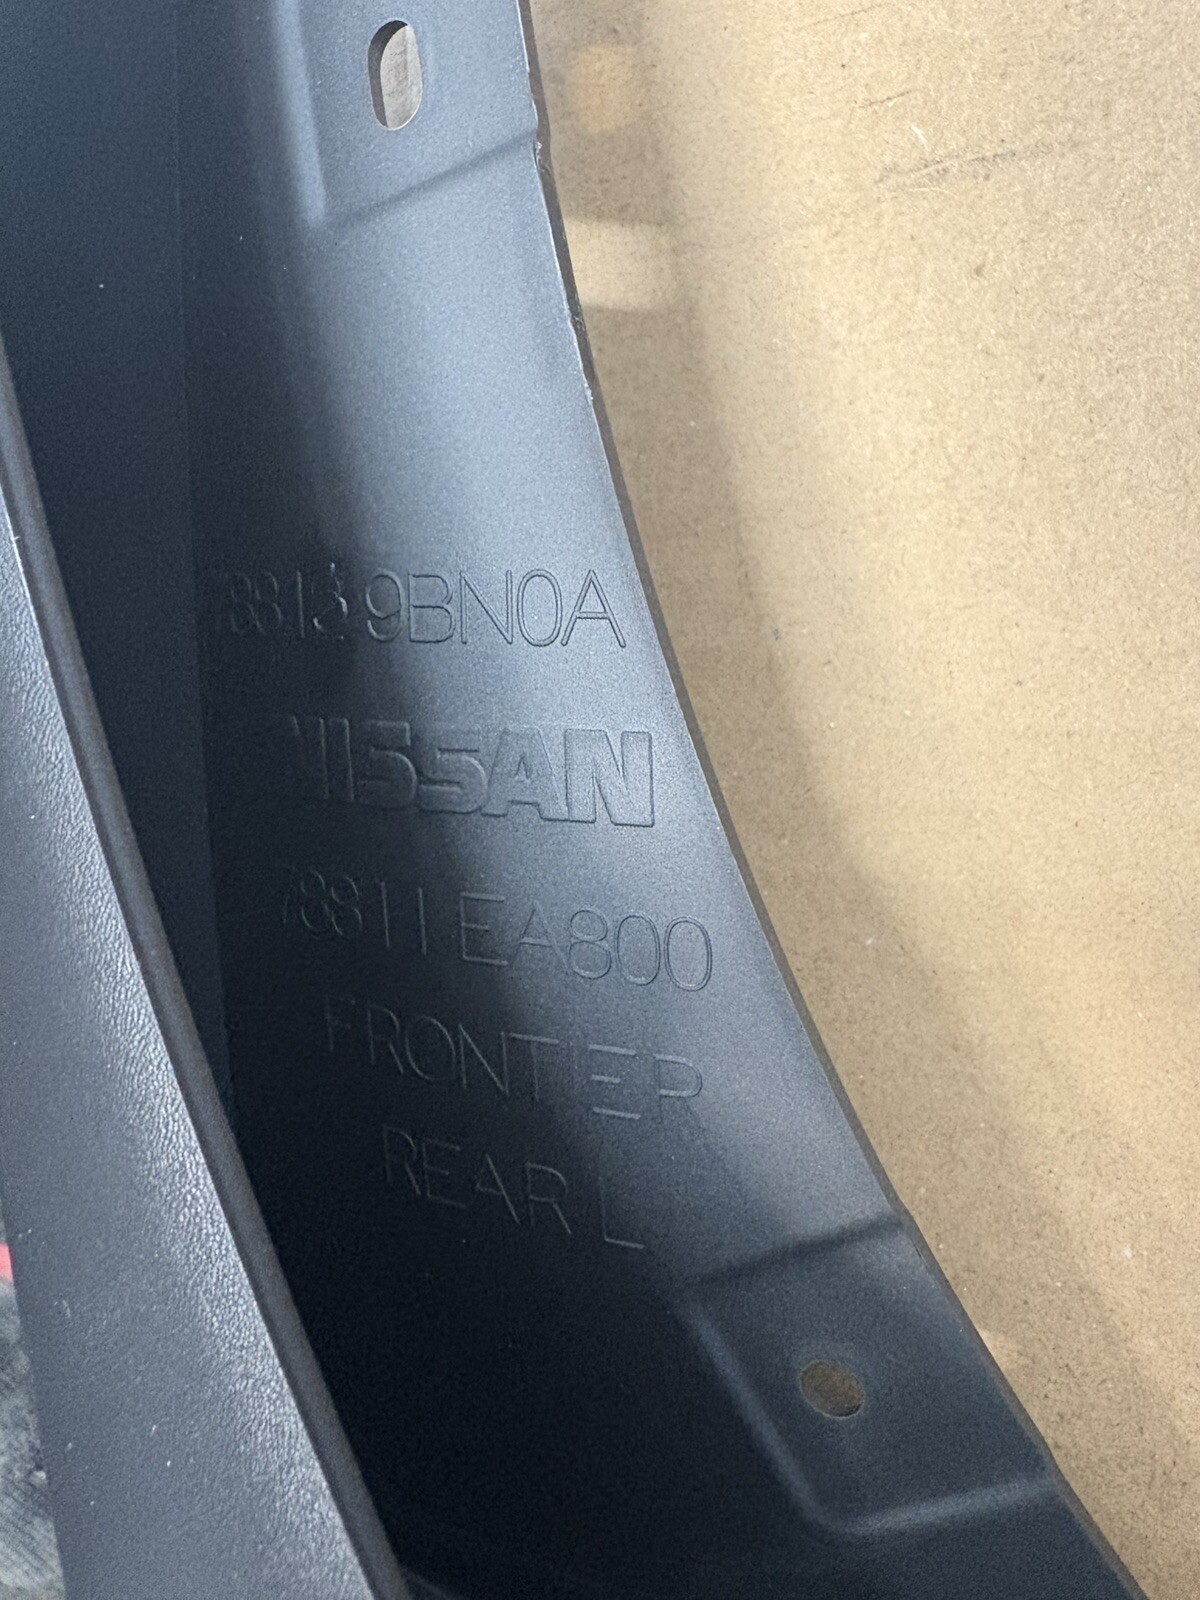 9BN0A
NISSAN
78811 EA800
FRONTIER
REAR L